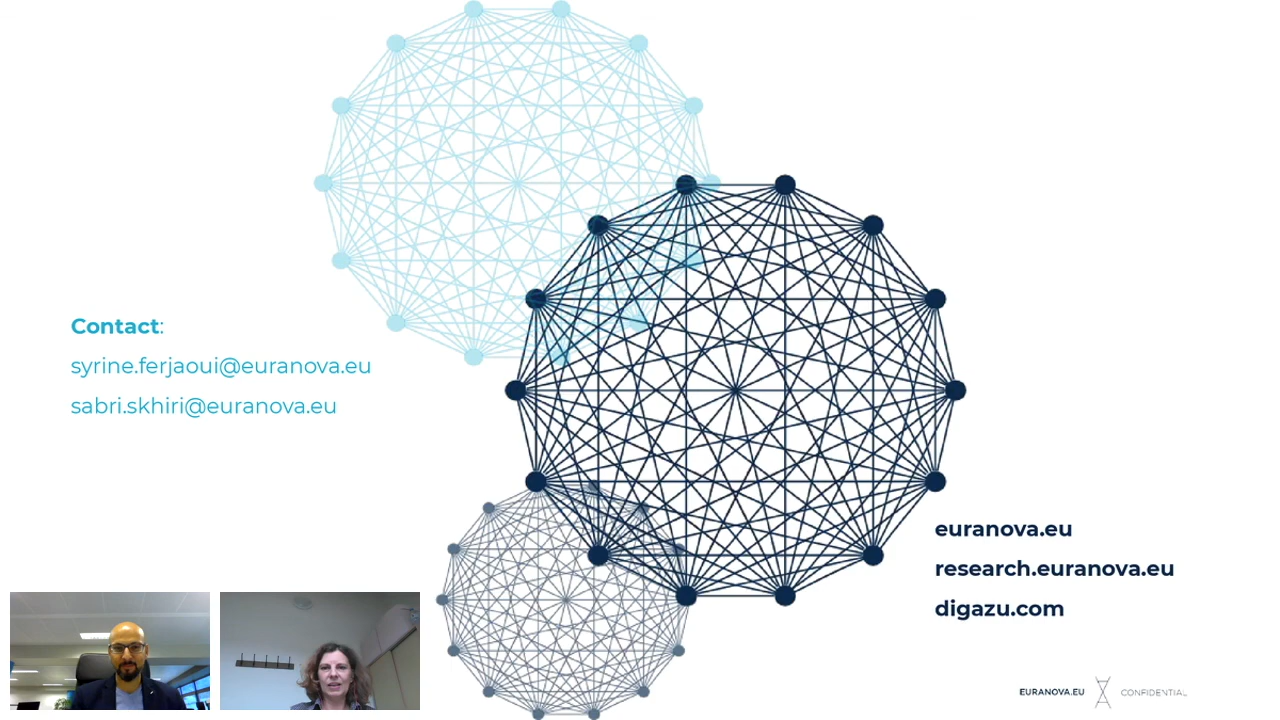 Contact:
syrine.ferjaoui@euranova.eu
sabri.skhiri@euranova.eu
euranova.eu
research.euranova.eu
digazu.com
EURANOVA.EU CONFIDENTIAL